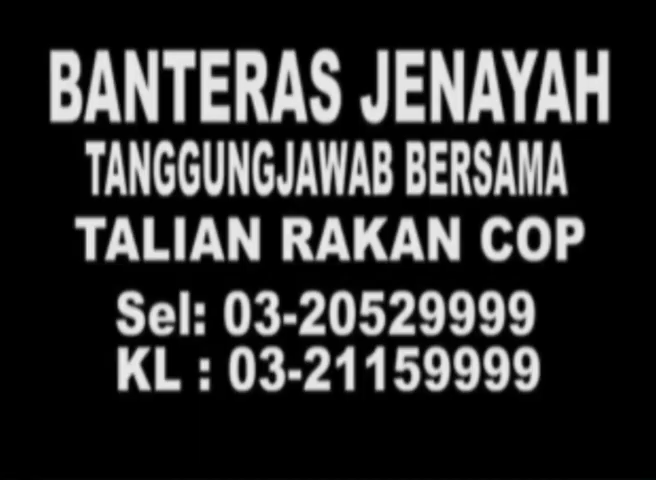 BANTERAS JENAYAH
TANGGUNGJAWAB BERSAMA
TALIAN RAKAN COP
Sel: 03-20529999
KL : 03-21159999